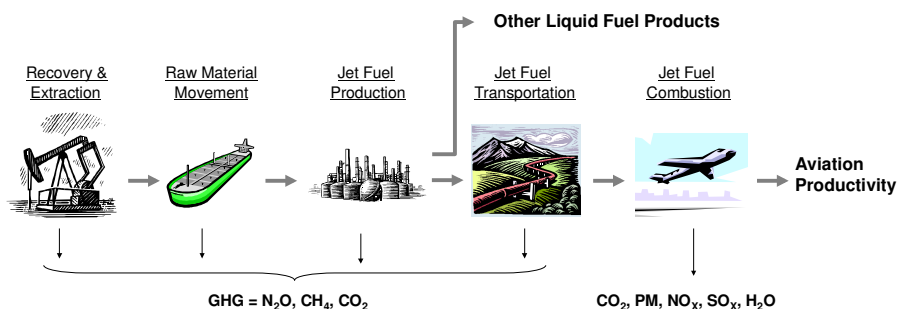 Other Liquid Fuel Products
Recovery &
Extraction
Raw Material
Movement
Jet Fuel
Production
Jet Fuel
Transportation
Jet Fuel
Combustion
Aviation
Productivity
GHG = N₂O, CH₄, CO₂
CO₂, PM, NOₓ, SOₓ, H₂O